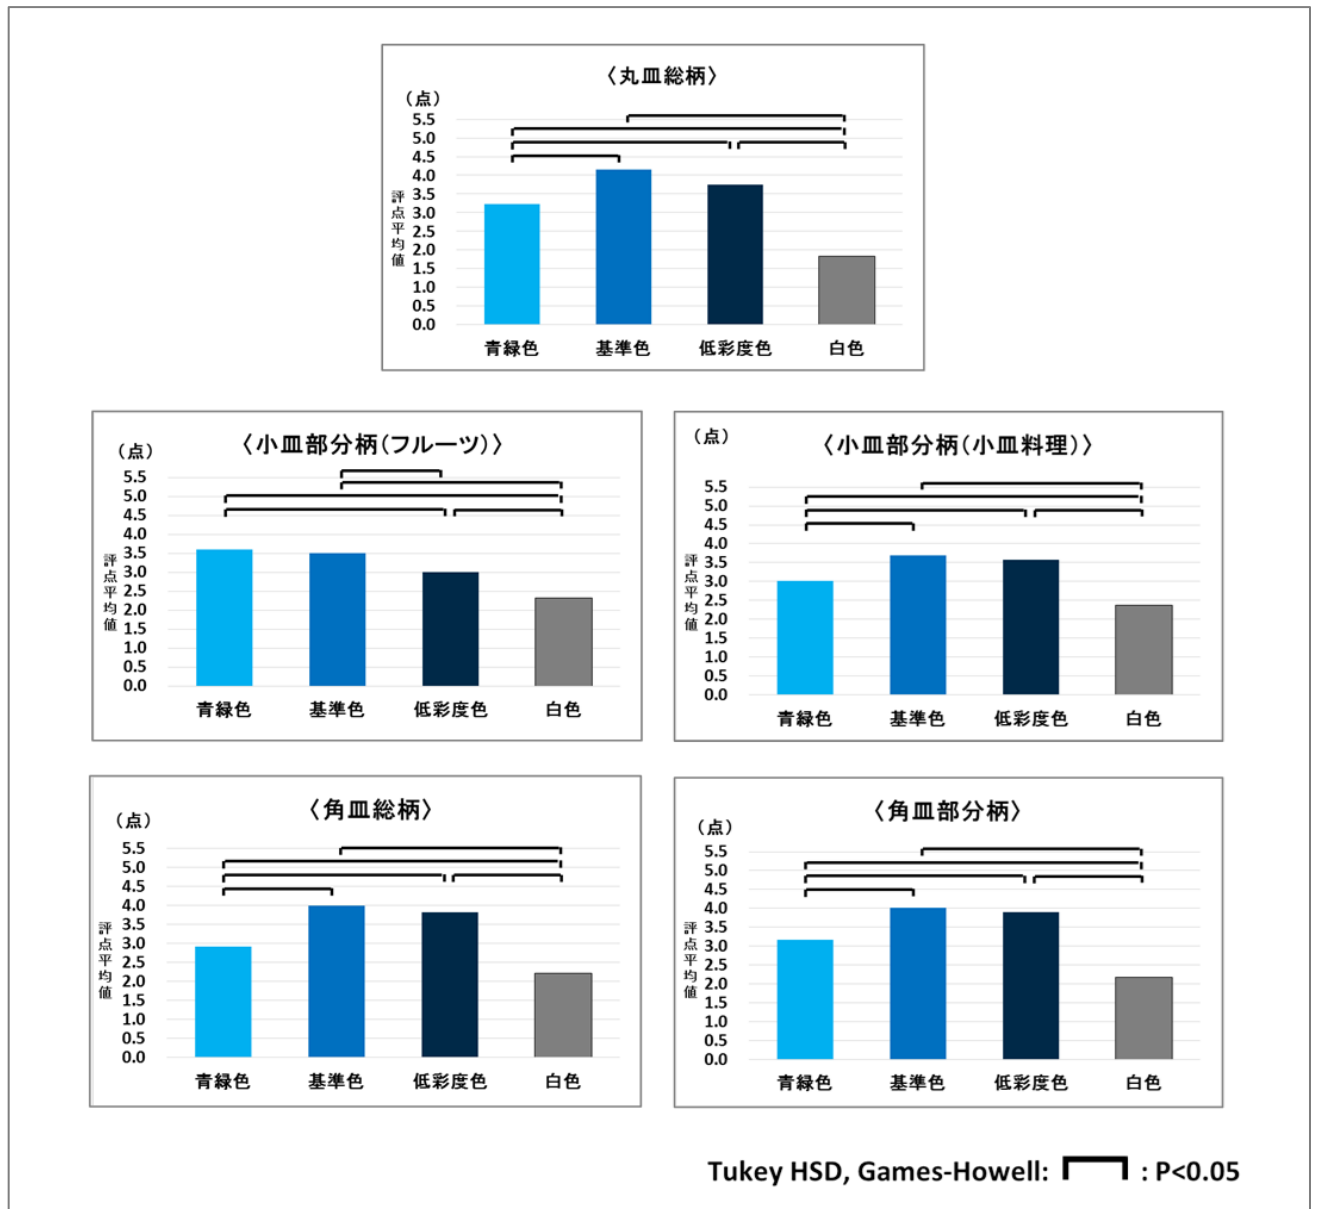 〈丸皿総柄〉
(点)
5.5
5.0
4.5
4.0
3.5
3.0
2.5
2.0
1.5
1.0
0.5
0.0
評点平均値
青緑色 基準色 低彩度色 白色
〈小皿部分柄(フルーツ)〉
(点)
5.5
5.0
4.5
4.0
3.5
3.0
2.5
2.0
1.5
1.0
0.5
0.0
評点平均値
青緑色 基準色 低彩度色 白色
〈小皿部分柄(小皿料理)〉
(点)
5.5
5.0
4.5
4.0
3.5
3.0
2.5
2.0
1.5
1.0
0.5
0.0
評点平均値
青緑色 基準色 低彩度色 白色
〈角皿総柄〉
(点)
5.5
5.0
4.5
4.0
3.5
3.0
2.5
2.0
1.5
1.0
0.5
0.0
評点平均値
青緑色 基準色 低彩度色 白色
〈角皿部分柄〉
(点)
5.5
5.0
4.5
4.0
3.5
3.0
2.5
2.0
1.5
1.0
0.5
0.0
評点平均値
青緑色 基準色 低彩度色 白色
Tukey HSD, Games-Howell: : P<0.05